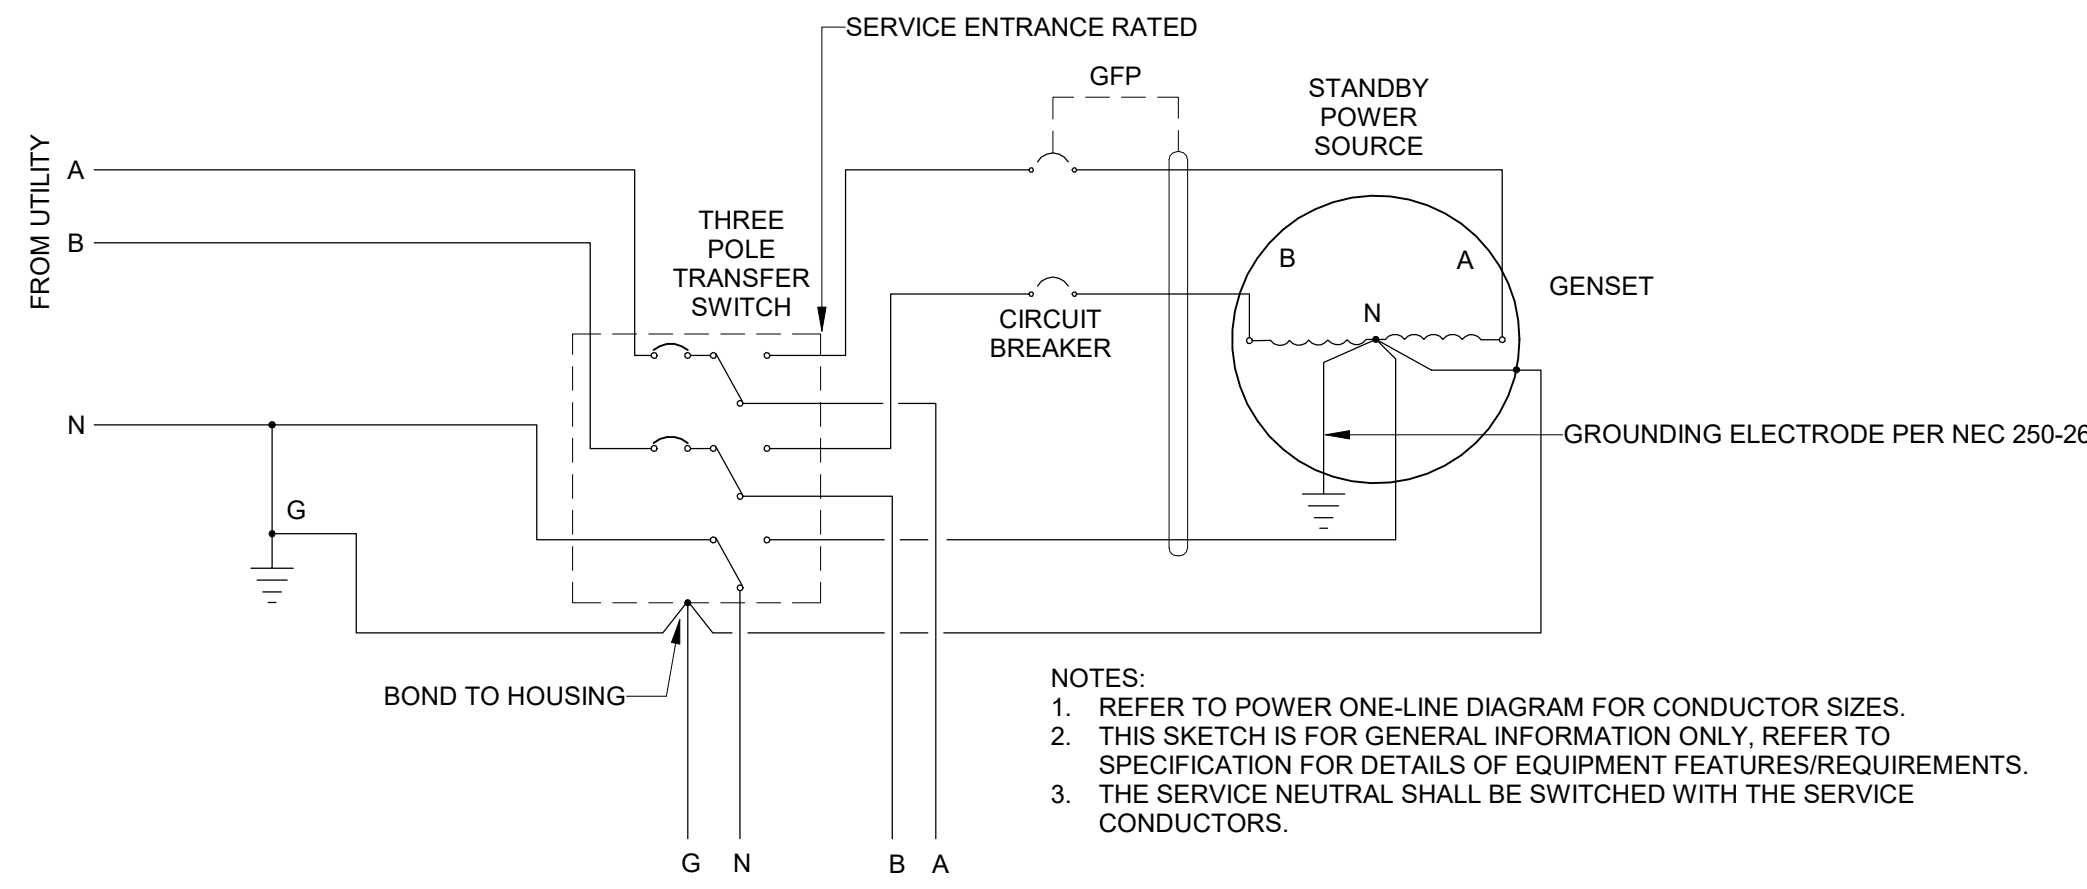 SERVICE ENTRANCE RATED
GFP
STANDBY
POWER
SOURCE
FROM UTILITY
A
B
THREE
POLE
TRANSFER
SWITCH
B
A
GENSET
N
CIRCUIT
BREAKER
N
GROUNDING ELECTRODE PER NEC 250-26
G
BOND TO HOUSING
NOTES:
1. REFER TO POWER ONE-LINE DIAGRAM FOR CONDUCTOR SIZES.
2. THIS SKETCH IS FOR GENERAL INFORMATION ONLY, REFER TO
SPECIFICATION FOR DETAILS OF EQUIPMENT FEATURES/REQUIREMENTS.
3. THE SERVICE NEUTRAL SHALL BE SWITCHED WITH THE SERVICE
CONDUCTORS.
G N B A